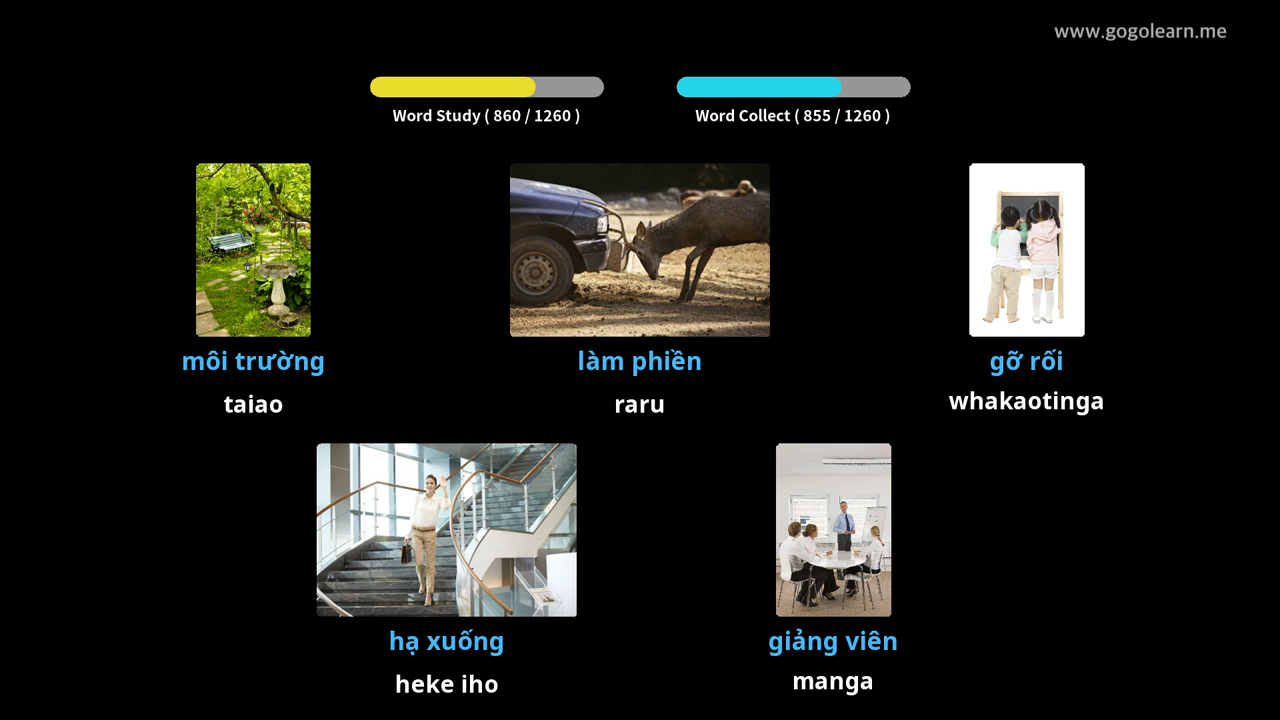 www.gogolearn.me
Word Study ( 860 / 1260 )
Word Collect ( 855 / 1260 )
môi trường
taiao
làm phiền
raru
gỡ rối
whakaotinga
hạ xuống
heke iho
giảng viên
manga